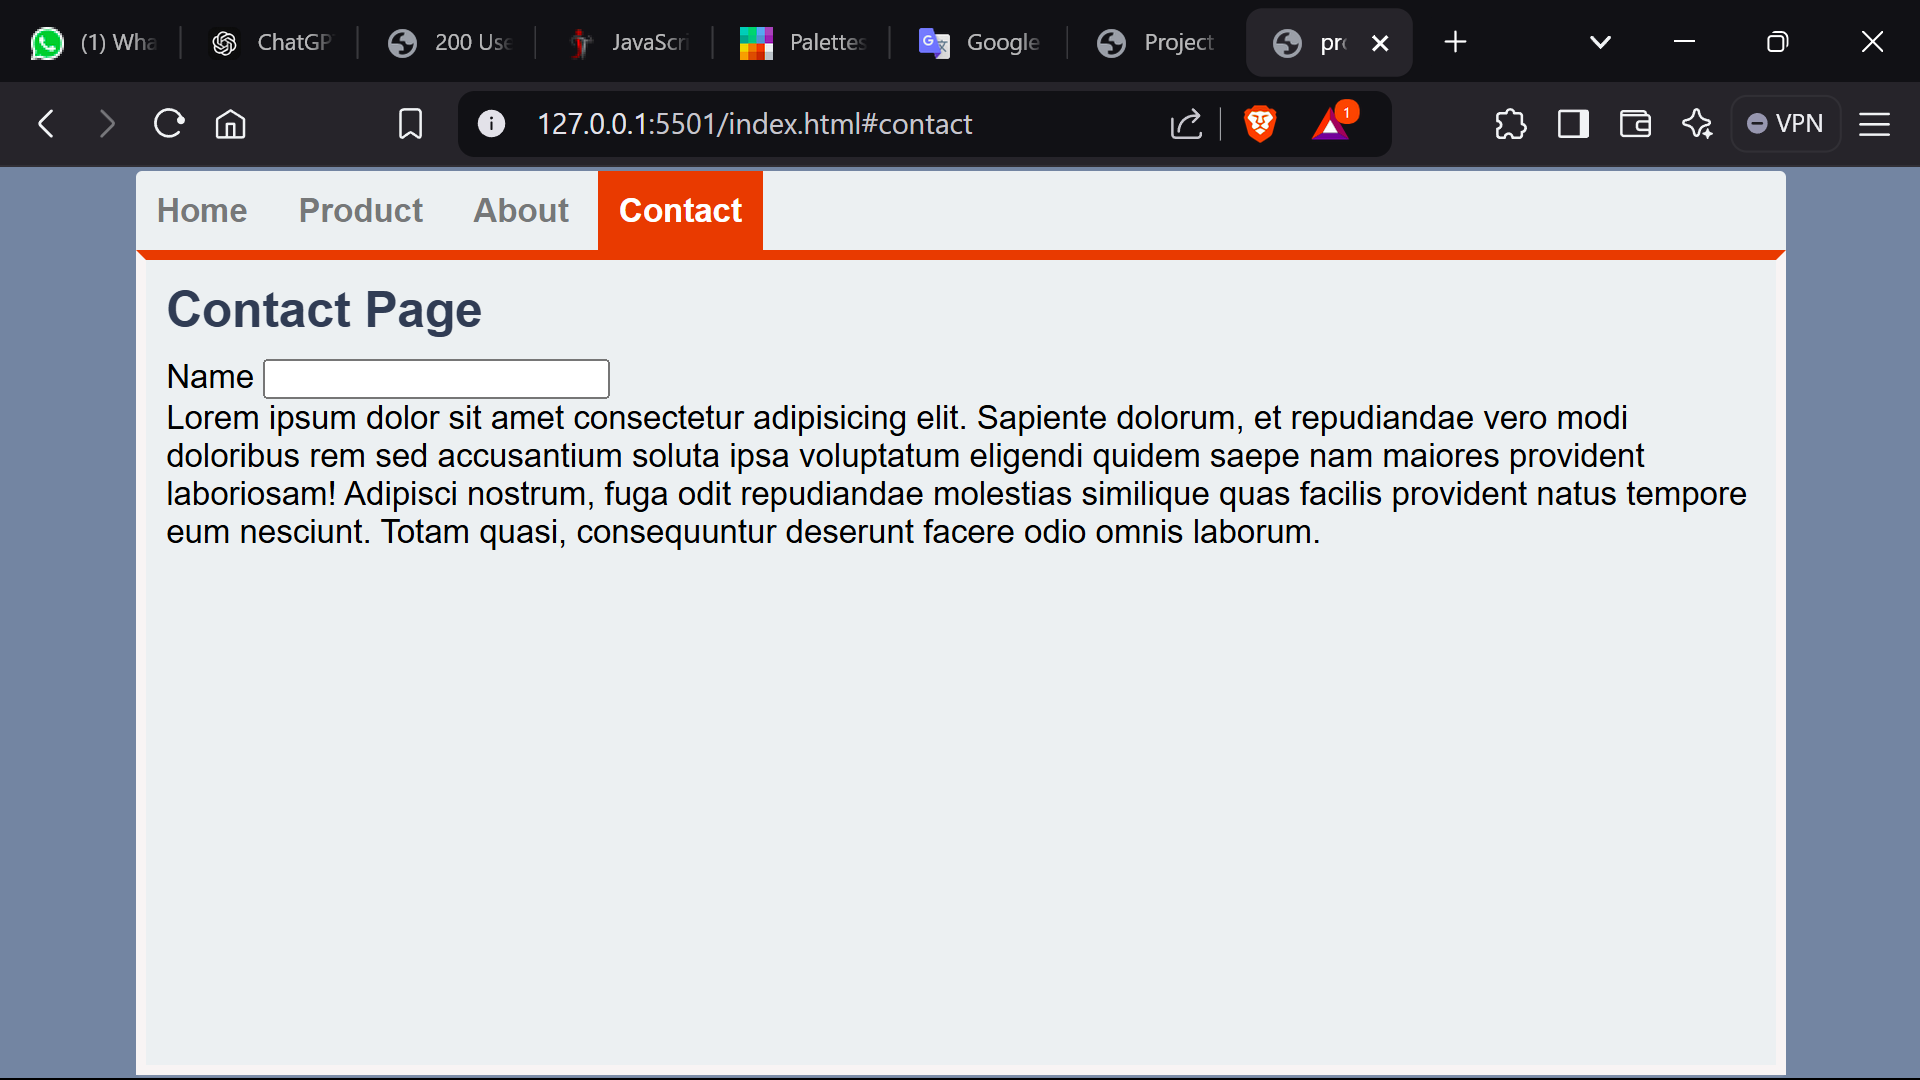 (1) Wha
ChatGP
200 Use
JavaScri
Palettes
Google
Project
pr
127.0.0.1:5501/index.html#contact
1
VPN
Home Product About Contact
Contact Page
Name
Lorem ipsum dolor sit amet consectetur adipisicing elit. Sapiente dolorum, et repudiandae vero modi
doloribus rem sed accusantium soluta ipsa voluptatum eligendi quidem saepe nam maiores provident
laboriosam! Adipisci nostrum, fuga odit repudiandae molestias similique quas facilis provident natus tempore
eum nesciunt. Totam quasi, consequuntur deserunt facere odio omnis laborum.